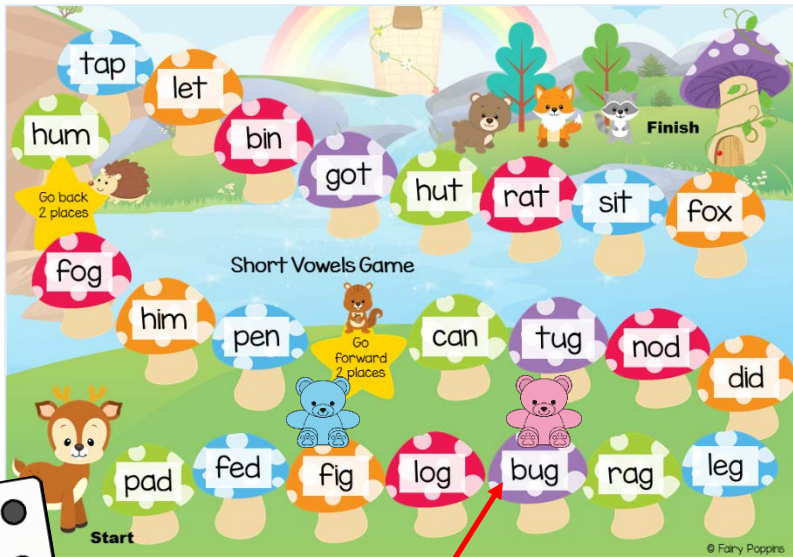 tap
let
hum
bin
Finish
got
Go back
2 places
hut
rat
sit
fox
fog
Short Vowels Game
him
pen
Go
forward
2 places
can
tug
nod
did
pad
fed
fig
log
bug
rag
leg
Start
© Fairy Poppins